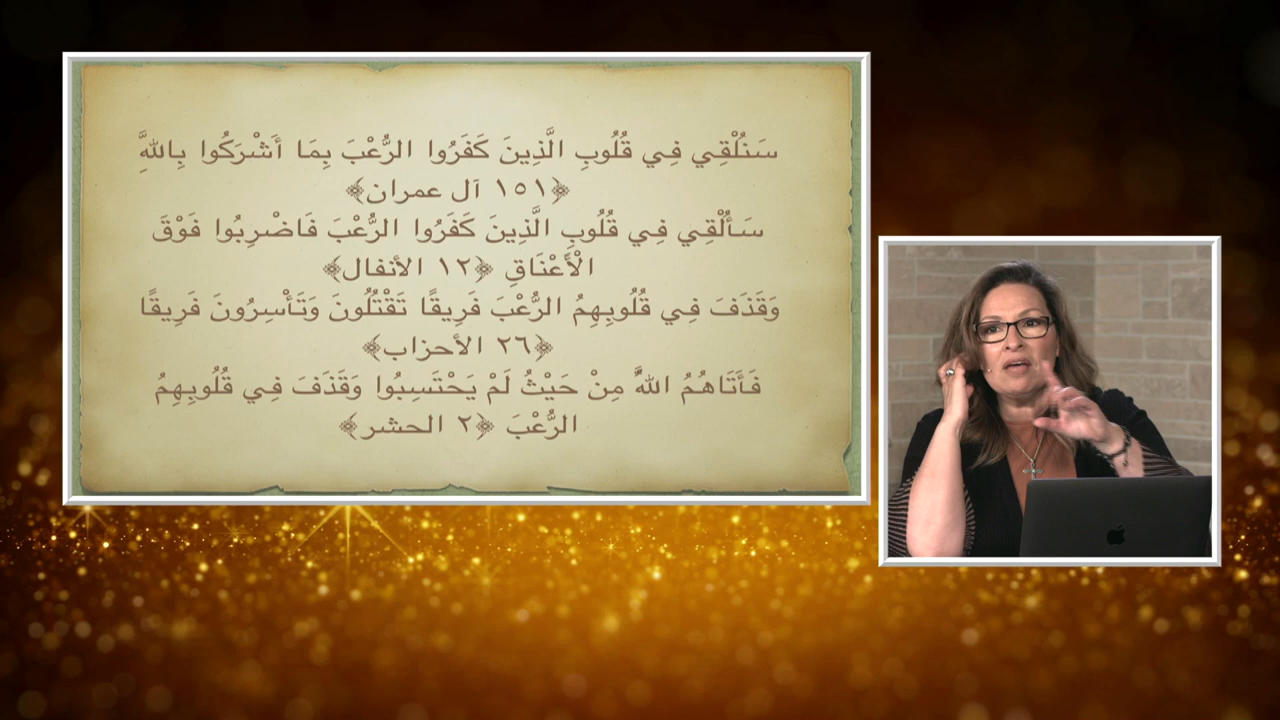 سَنُلْقِي فِي قُلُوبِ الَّذِينَ كَفَرُوا الرُّعْبَ بِمَا أَشْرَكُوا بِاللَّهِ
﴿١٥١ آل عمران﴾
سَأُلْقِي فِي قُلُوبِ الَّذِينَ كَفَرُوا الرُّعْبَ فَاضْرِبُوا فَوْقَ
الْأَعْنَاقِ ﴿١٢ الأنفال﴾
وَقَذَفَ فِي قُلُوبِهِمُ الرُّعْبَ فَرِيقًا تَقْتُلُونَ وَتَأْسِرُونَ فَرِيقًا
﴿٢٦ الأحزاب﴾
فَأَتَاهُمُ اللَّهُ مِنْ حَيْثُ لَمْ يَحْتَسِبُوا وَقَذَفَ فِي قُلُوبِهِمُ
الرُّعْبَ ﴿٢ الحشر﴾